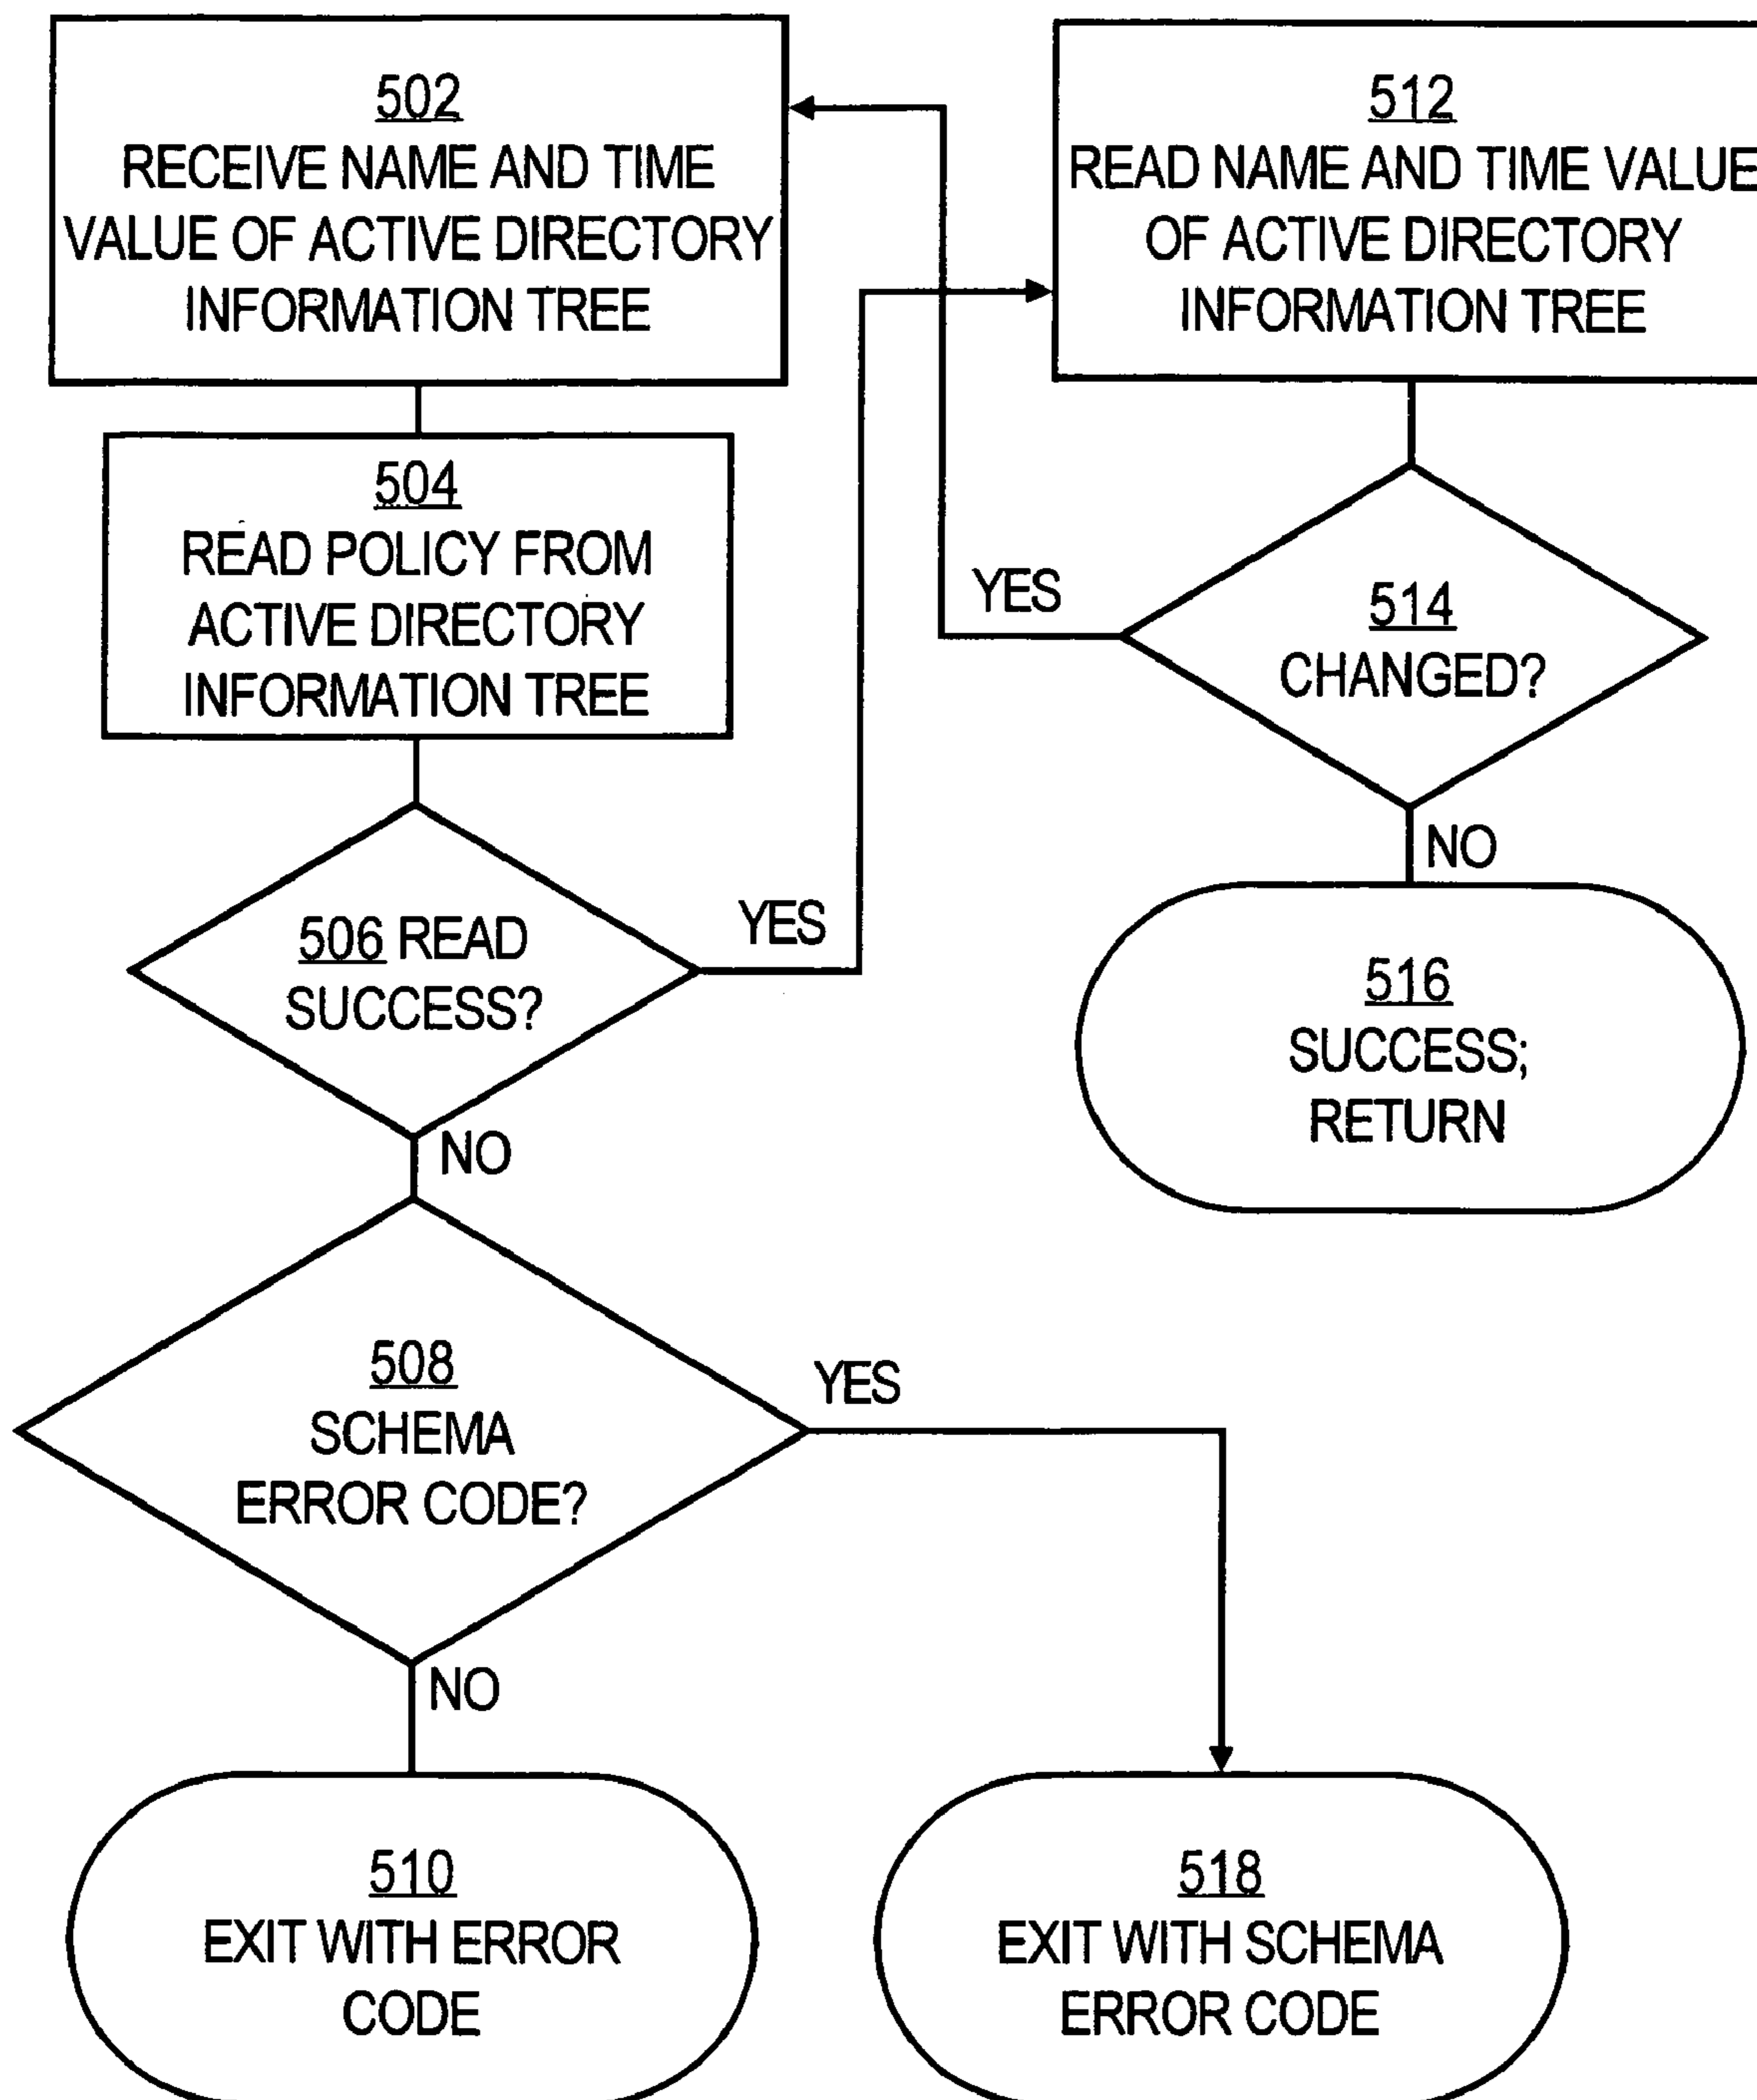 502
RECEIVE NAME AND TIME
VALUE OF ACTIVE DIRECTORY
INFORMATION TREE
504
READ POLICY FROM
ACTIVE DIRECTORY
INFORMATION TREE
506 READ
SUCCESS?
YES
NO
508
SCHEMA
ERROR CODE?
YES
NO
510
EXIT WITH ERROR
CODE
518
EXIT WITH SCHEMA
ERROR CODE
512
READ NAME AND TIME VALUE
OF ACTIVE DIRECTORY
INFORMATION TREE
YES
514
CHANGED?
NO
516
SUCCESS;
RETURN